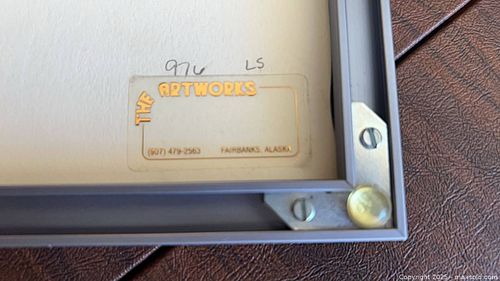 976 LS
THE ARTWORKS
(907) 479-2563 FAIRBANKS, ALASKA
Copyright 2025 - maxsold.com